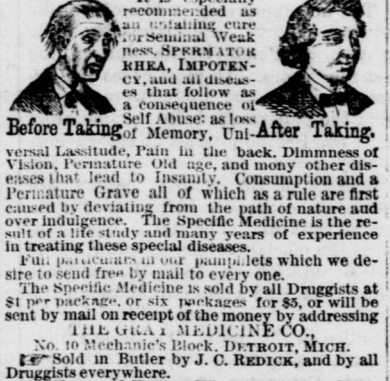 recommended as
an unfailing cure
for Seminal Weak
ness, SPERMATOR
RHEA, IMPOTEN-
CY, and all diseas-
es that follow as
a consequence of
Self Abuse: as loss
Before Taking of Memory, Uni- After Taking.
versal Lassitude, Pain in the back. Dimmness of
Vision, Permature Old age, and mony other dis-
eases that lead to Insanity. Consumption and a
Permature Grave all of which as a rule are first
caused by deviating from the path of nature and
over indulgence. The Specific Medicine is the re-
sult of a life study and many years of experience
in treating these special diseases.
Full particulars in our pamphlets which we de-
sire to send free by mail to every one.
The Specific Medicine is sold by all Druggists at
$1 per package, or six packages for $5, or will be
sent by mail on receipt of the money by addressing
THE GRAY MEDICINE CO.,
No. 10 Mechanic's Block, DETROIT, MICH.
☞ Sold in Butler by J. C. REDICK, and by all
Druggists everywhere.